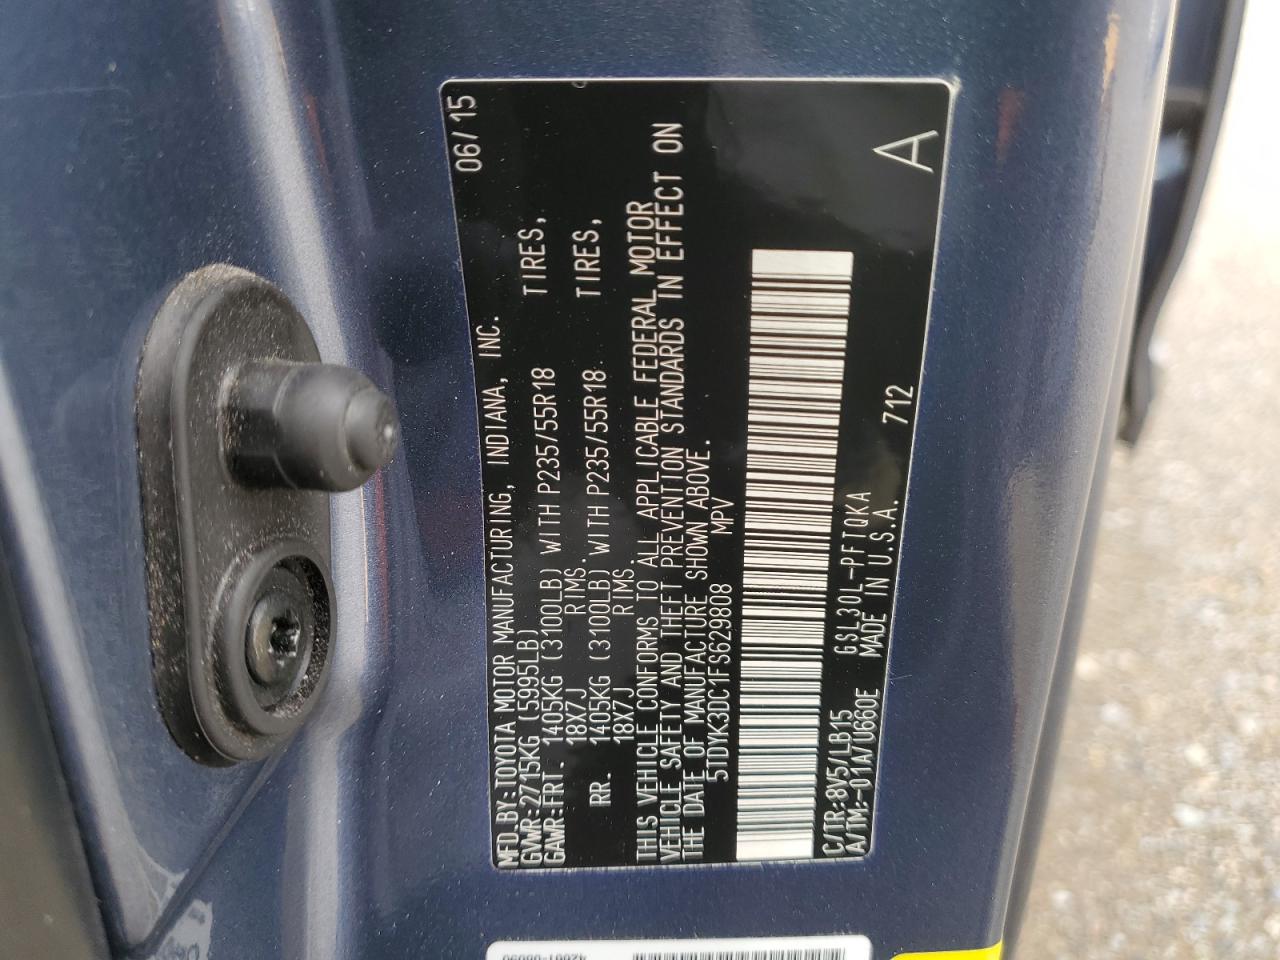 MFD.BY:TOYOTA MOTOR MANUFACTURING, INDIANA, INC. 06/15
GVWR:2715KG (5995LB)
GAWR:FRT. 1405KG (3100LB) WITH P235/55R18 TIRES,
18X7J RIMS.
RR. 1405KG (3100LB) WITH P235/55R18 TIRES,
18X7J RIMS.
THIS VEHICLE CONFORMS TO ALL APPLICABLE FEDERAL MOTOR
VEHICLE SAFETY AND THEFT PREVENTION STANDARDS IN EFFECT ON
THE DATE OF MANUFACTURE SHOWN ABOVE.
5TDYK3DC1FS629808 MPV
C/TR:8V5/LB15 GSL30L-PFTQKA 712 A
A/TM:-01A/U660E MADE IN U.S.A.